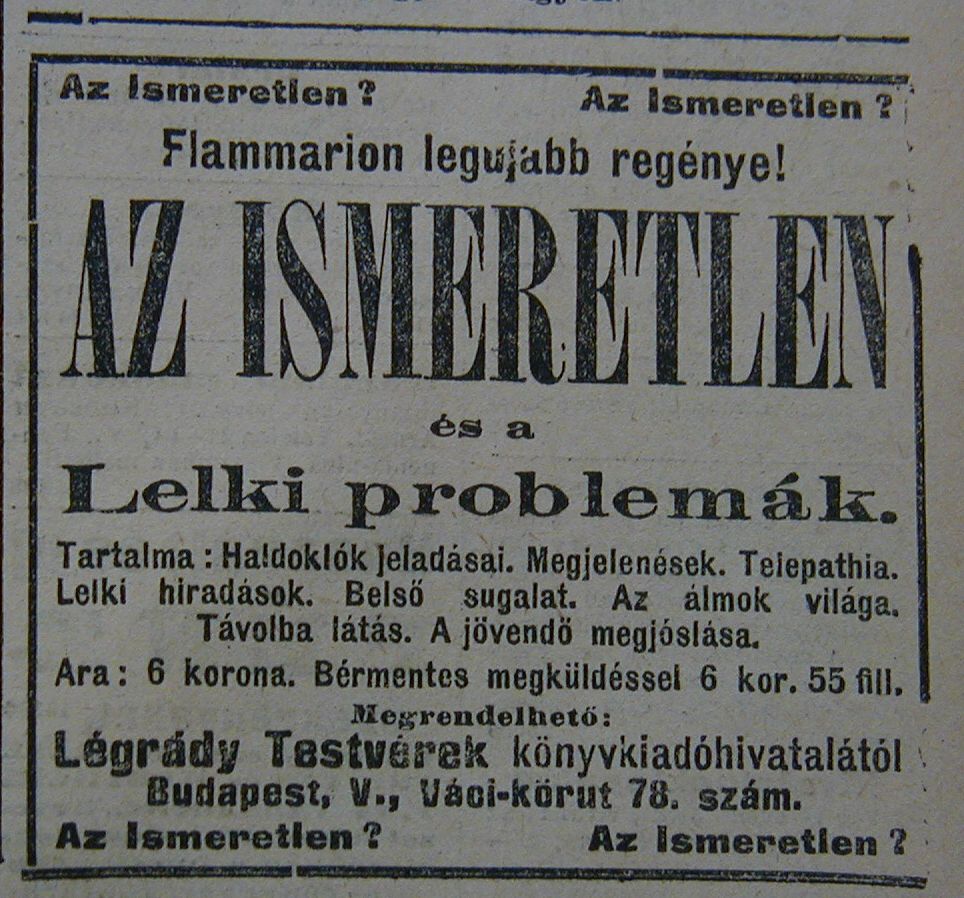 Az Ismeretlen? Az Ismeretlen?
Flammarion legujabb regénye!
AZ ISMERETLEN
és a
Lelki problémák.
Tartalma : Haldoklók jeladásai. Megjelenések. Telepathia.
Lelki hiradások. Belső sugalat. Az álmok világa.
Távolba látás. A jövendő megjóslása.
Ara: 6 korona. Bérmentes megküldéssel 6 kor. 55 fill.
Megrendelhető:
Légrády Testvérek könyvkiadóhivatalától
Budapest, V., Váci-körut 78. szám.
Az Ismeretlen? Az Ismeretlen?